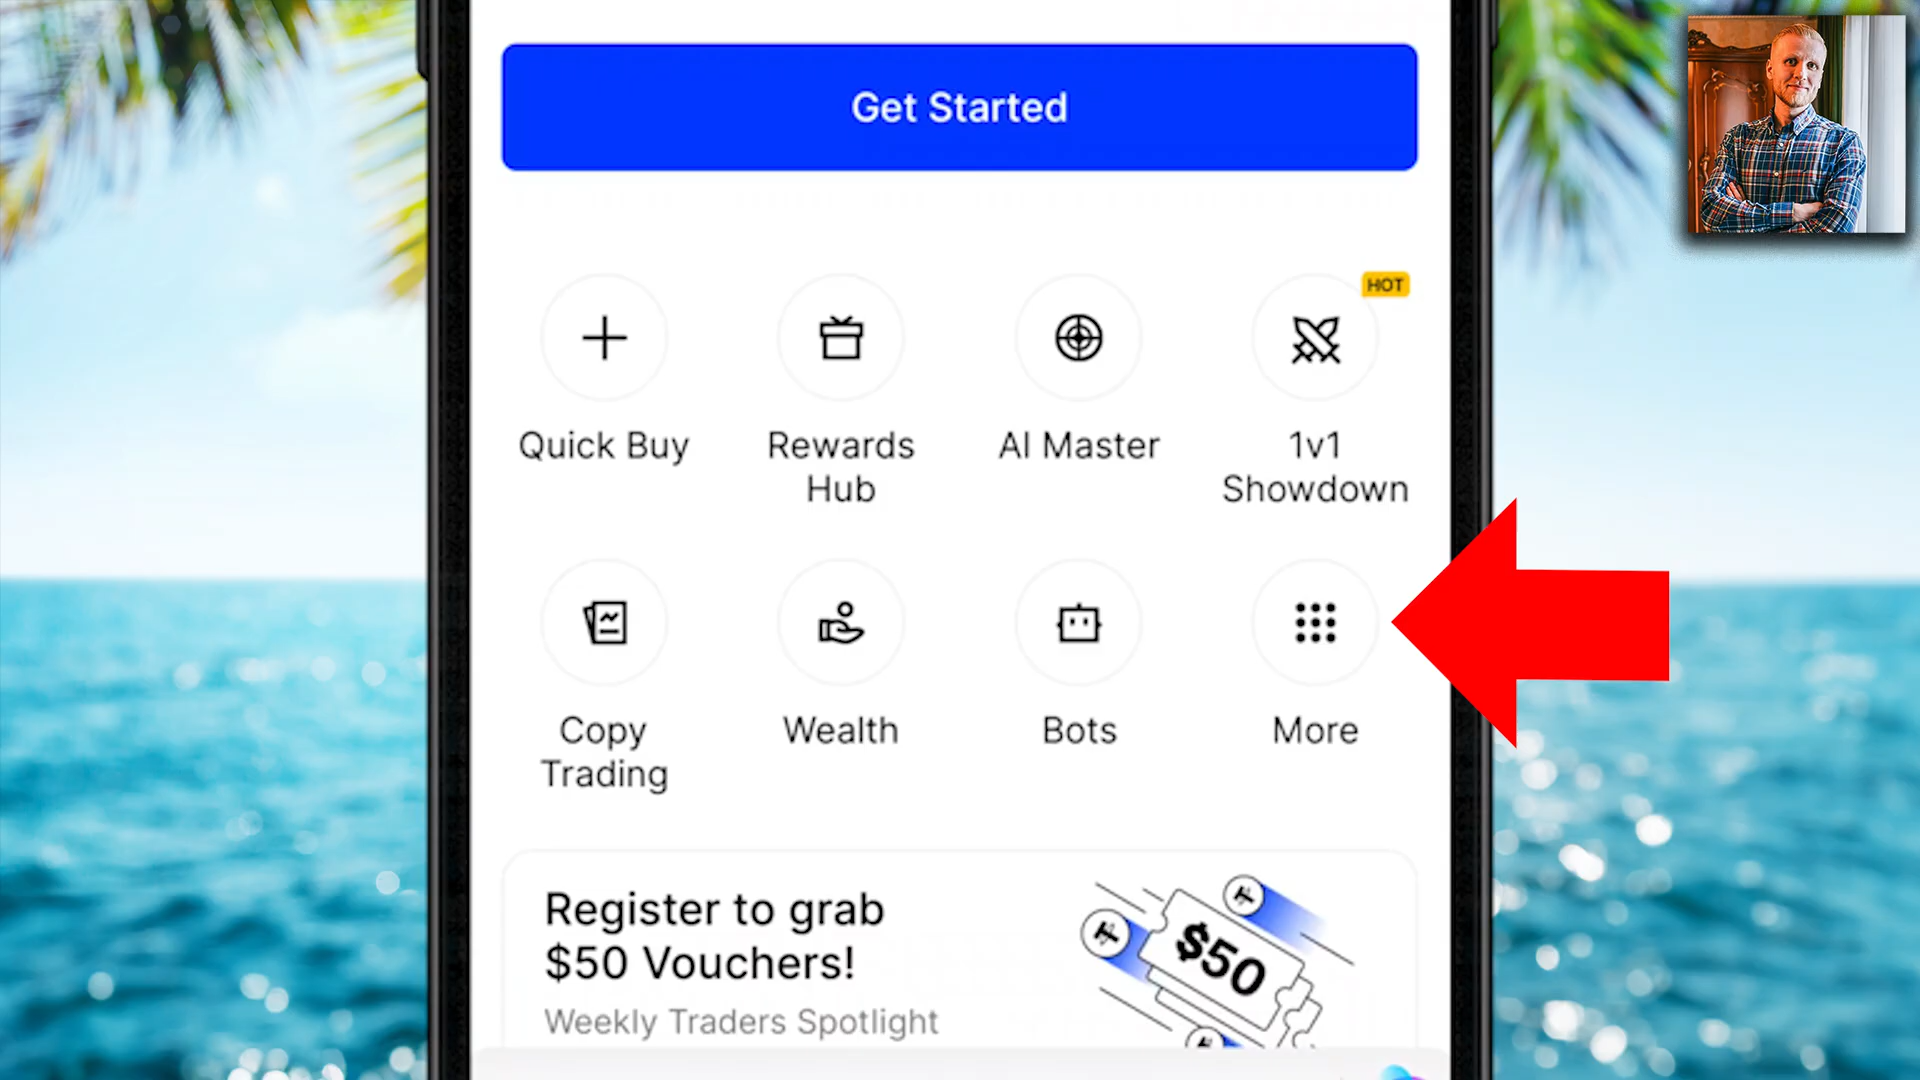 Get Started
HOT
Quick Buy
Rewards
Hub
AI Master
1v1
Showdown
Copy
Trading
Wealth
Bots
More
Register to grab
$50 Vouchers!
Weekly Traders Spotlight
$50